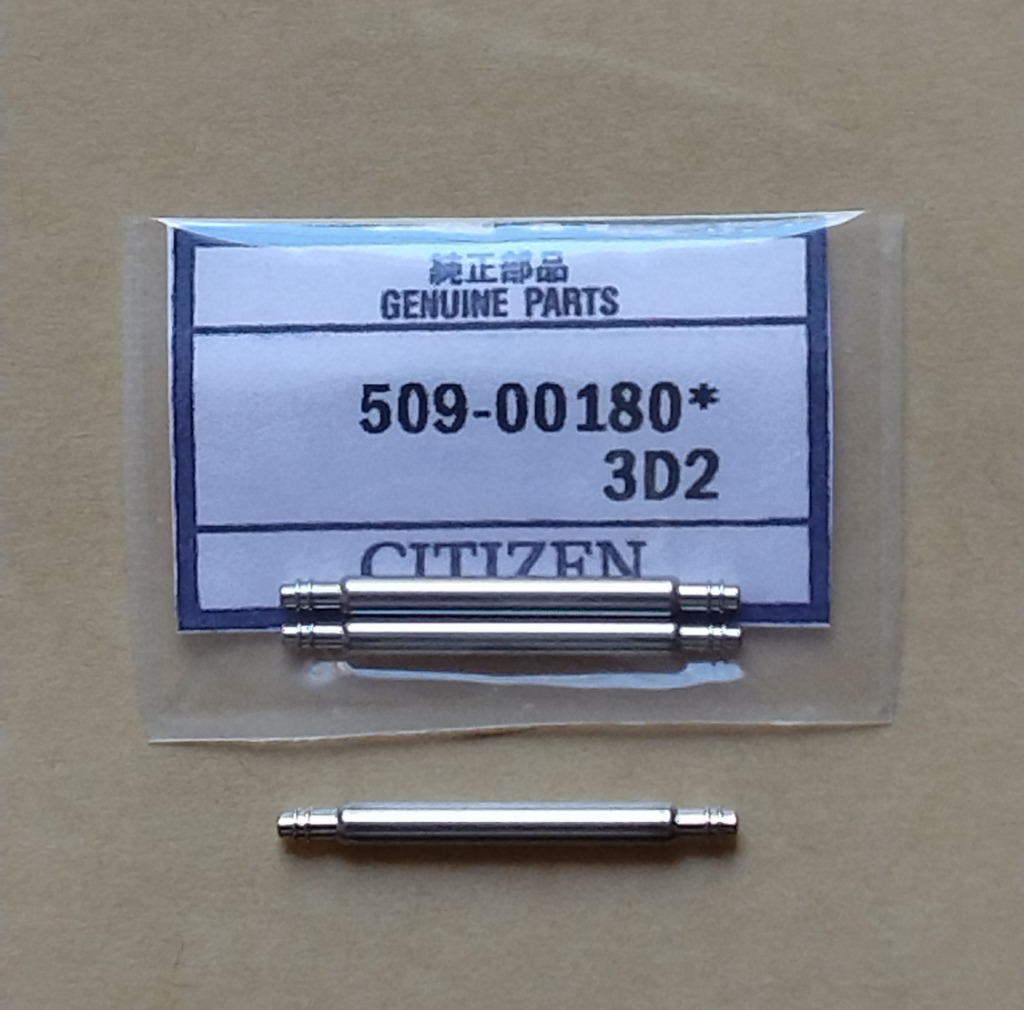 純正部品
GENUINE PARTS
509-00180*
3D2
CITIZEN